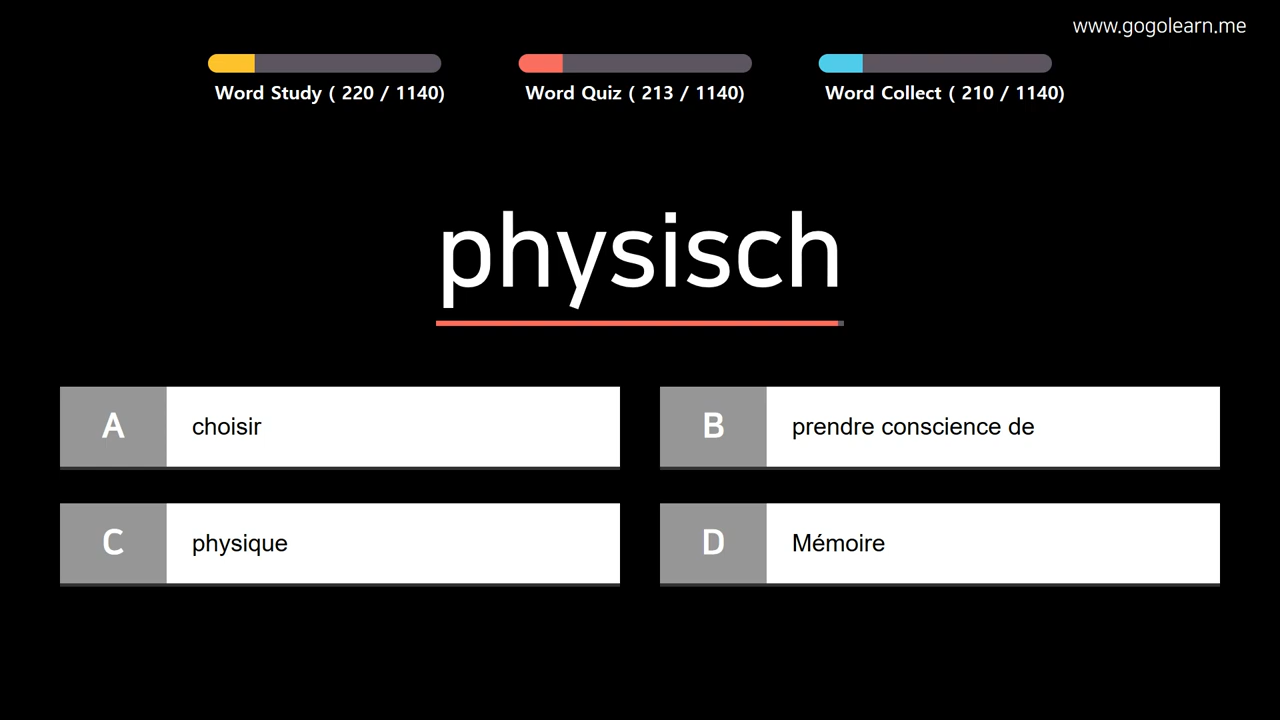 www.gogolearn.me
Word Study ( 220 / 1140)
Word Quiz ( 213 / 1140)
Word Collect ( 210 / 1140)
physisch
A
choisir
B
prendre conscience de
C
physique
D
Mémoire